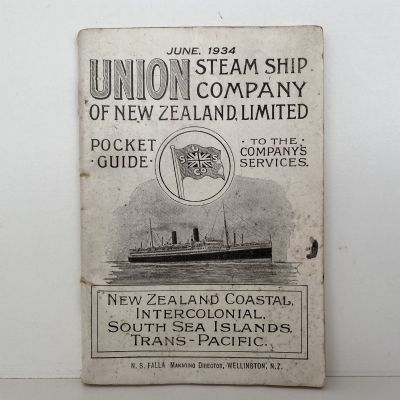 JUNE, 1934
UNION STEAM SHIP
COMPANY
OF NEW ZEALAND, LIMITED
POCKET
· GUIDE ·
U
S S
CO
· TO THE ·
COMPANY'S
SERVICES.
NEW ZEALAND COASTAL,
INTERCOLONIAL,
SOUTH SEA ISLANDS,
TRANS-PACIFIC.
N. S. FALLA MANAGING DIRECTOR, WELLINGTON, N.Z.